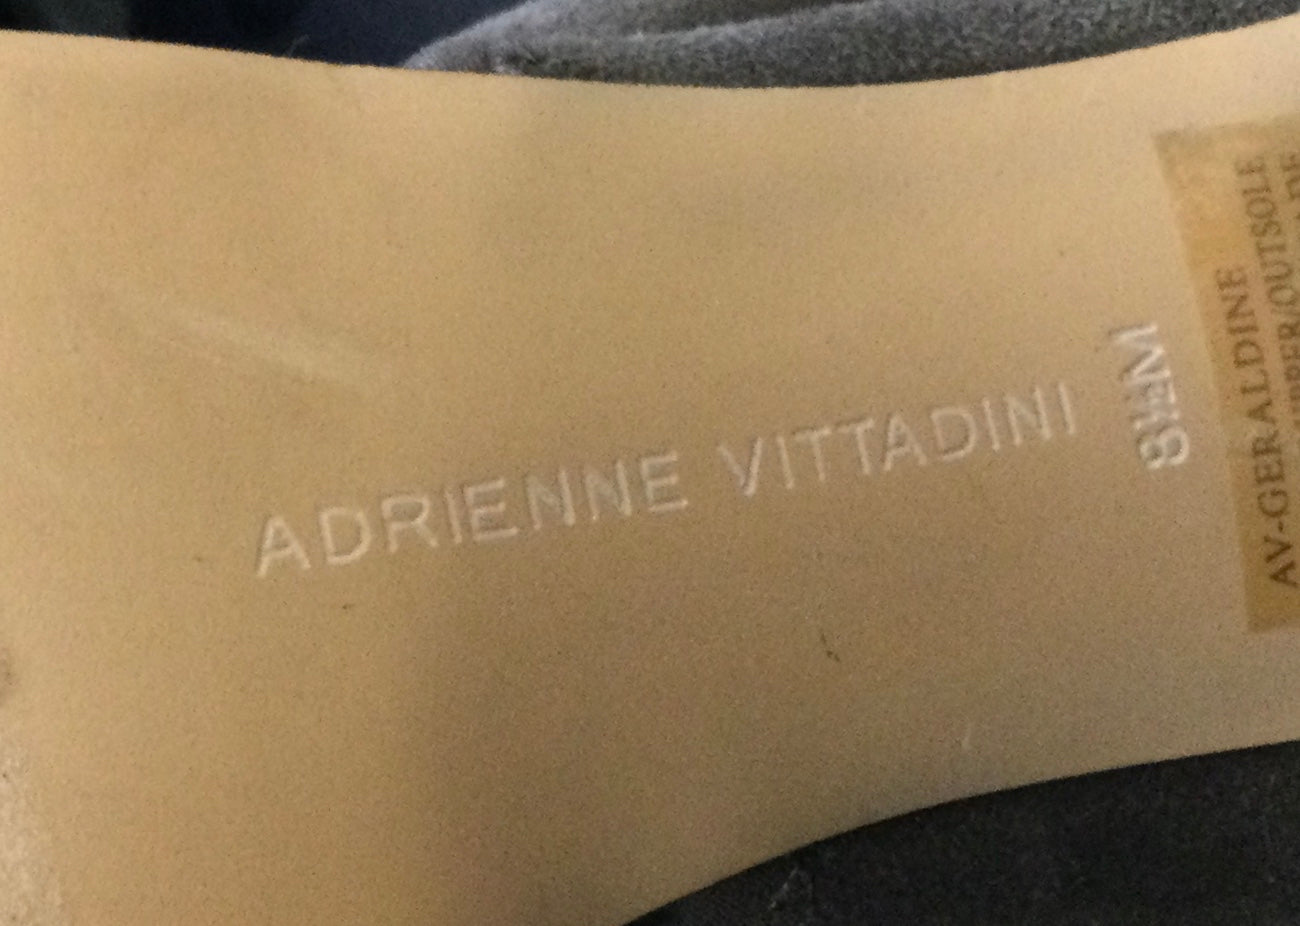 ADRIENNE VITTADINI
8½M
AV-GERALDINE
UPPER/OUTSOLE